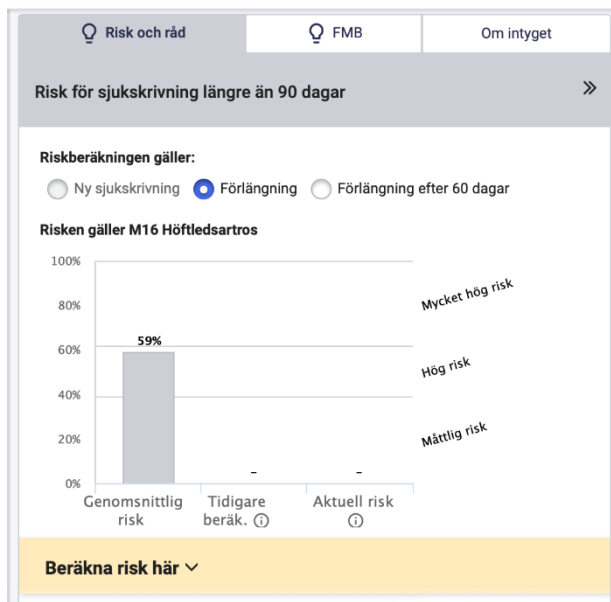 Risk och råd FMB Om intyget
Risk för sjukskrivning längre än 90 dagar
Riskberäkningen gäller:
Ny sjukskrivning Förlängning Förlängning efter 60 dagar
Risken gäller M16 Höftledsartros
100%
80%
60%
40%
20%
0%
59%
–
–
Mycket hög risk
Hög risk
Måttlig risk
Genomsnittlig risk
Tidigare beräk.
Aktuell risk
Beräkna risk här